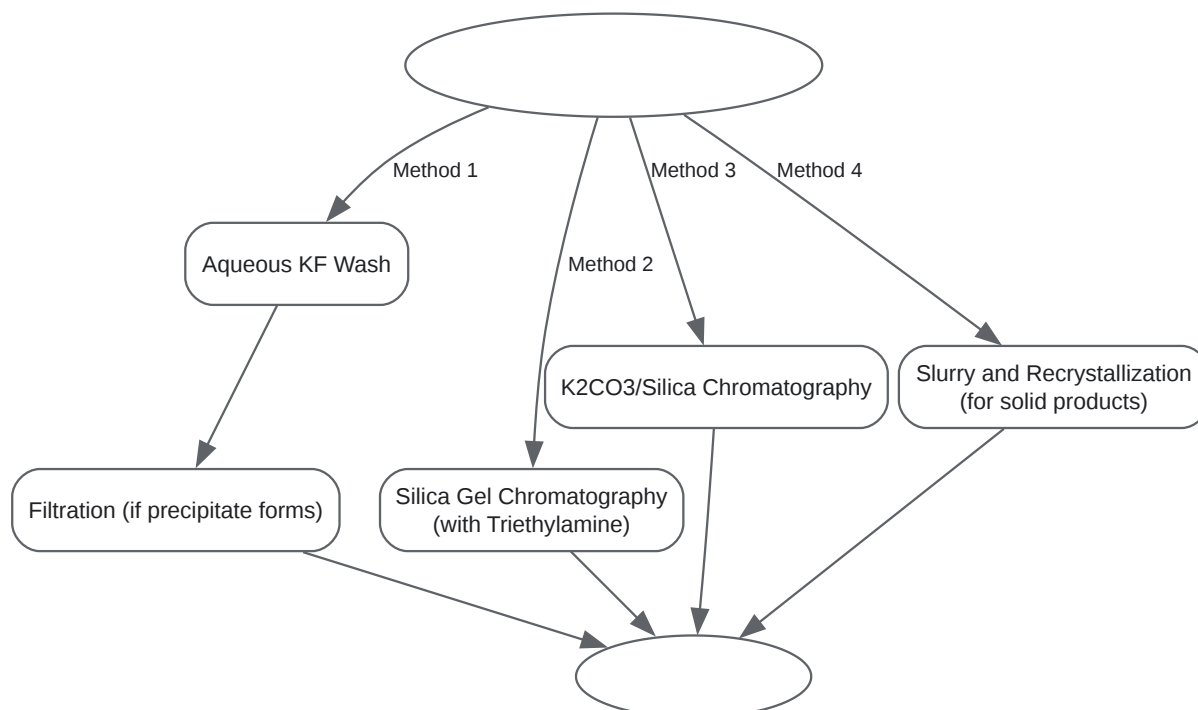 Method 1
Method 3
Method 4
Aqueous KF Wash
Method 2
K2CO3/Silica Chromatography
Slurry and Recrystallization
(for solid products)
Filtration (if precipitate forms)
Silica Gel Chromatography
(with Triethylamine)